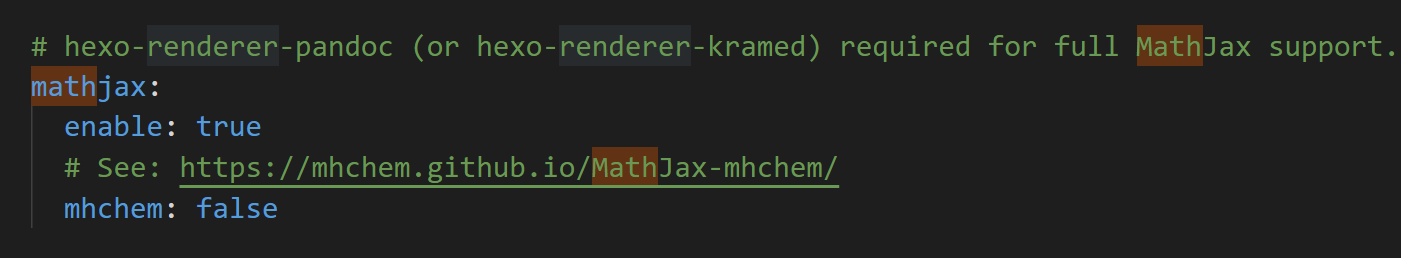 # hexo-renderer-pandoc (or hexo-renderer-kramed) required for full MathJax support.
mathjax:
  enable: true
  # See: https://mhchem.github.io/MathJax-mhchem/
  mhchem: false